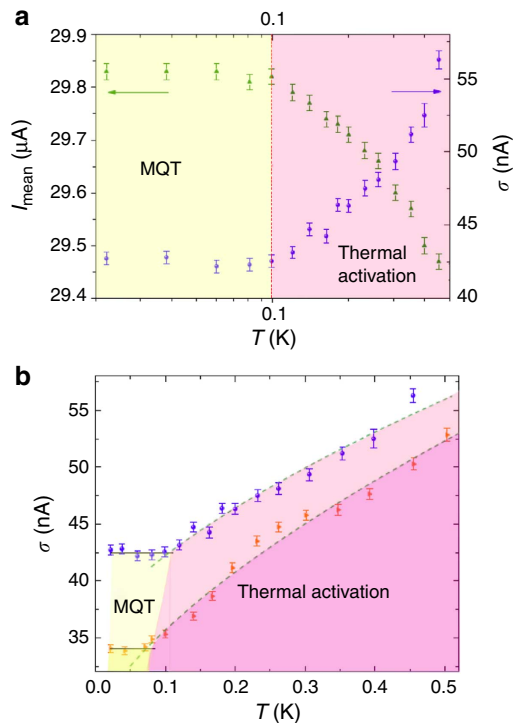 a
0.1
29.9
29.8
29.7
29.6
29.5
29.4
I_mean (μA)
55
50
45
40
σ (nA)
MQT
Thermal
activation
0.1
T (K)
b
55
50
45
40
35
σ (nA)
MQT
Thermal activation
0.0 0.1 0.2 0.3 0.4 0.5
T (K)